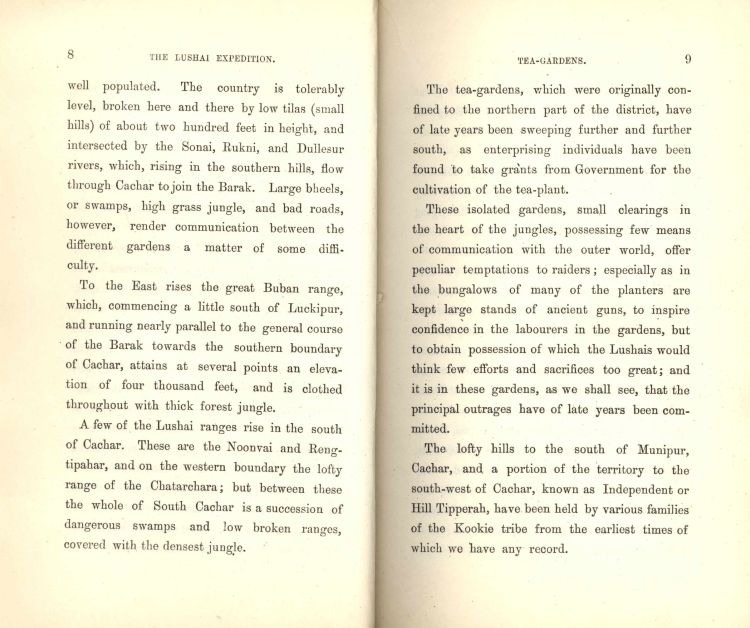 8
THE LUSHAI EXPEDITION.
well populated. The country is tolerably
level, broken here and there by low tilas (small
hills) of about two hundred feet in height, and
intersected by the Sonai, Rukni, and Dullesur
rivers, which, rising in the southern hills, flow
through Cachar to join the Barak. Large bheels,
or swamps, high grass jungle, and bad roads,
however, render communication between the
different gardens a matter of some diffi-
culty.
To the East rises the great Buban range,
which, commencing a little south of Luckipur,
and running nearly parallel to the general course
of the Barak towards the southern boundary
of Cachar, attains at several points an eleva-
tion of four thousand feet, and is clothed
throughout with thick forest jungle.
A few of the Lushai ranges rise in the south
of Cachar. These are the Noonvai and Reng-
tipahar, and on the western boundary the lofty
range of the Chatarchara; but between these
the whole of South Cachar is a succession of
dangerous swamps and low broken ranges,
covered with the densest jungle.
TEA-GARDENS.
9
The tea-gardens, which were originally con-
fined to the northern part of the district, have
of late years been sweeping further and further
south, as enterprising individuals have been
found to take grants from Government for the
cultivation of the tea-plant.
These isolated gardens, small clearings in
the heart of the jungles, possessing few means
of communication with the outer world, offer
peculiar temptations to raiders; especially as in
the bungalows of many of the planters are
kept large stands of ancient guns, to inspire
confidence in the labourers in the gardens, but
to obtain possession of which the Lushais would
think few efforts and sacrifices too great; and
it is in these gardens, as we shall see, that the
principal outrages have of late years been com-
mitted.
The lofty hills to the south of Munipur,
Cachar, and a portion of the territory to the
south-west of Cachar, known as Independent or
Hill Tipperah, have been held by various families
of the Kookie tribe from the earliest times of
which we have any record.